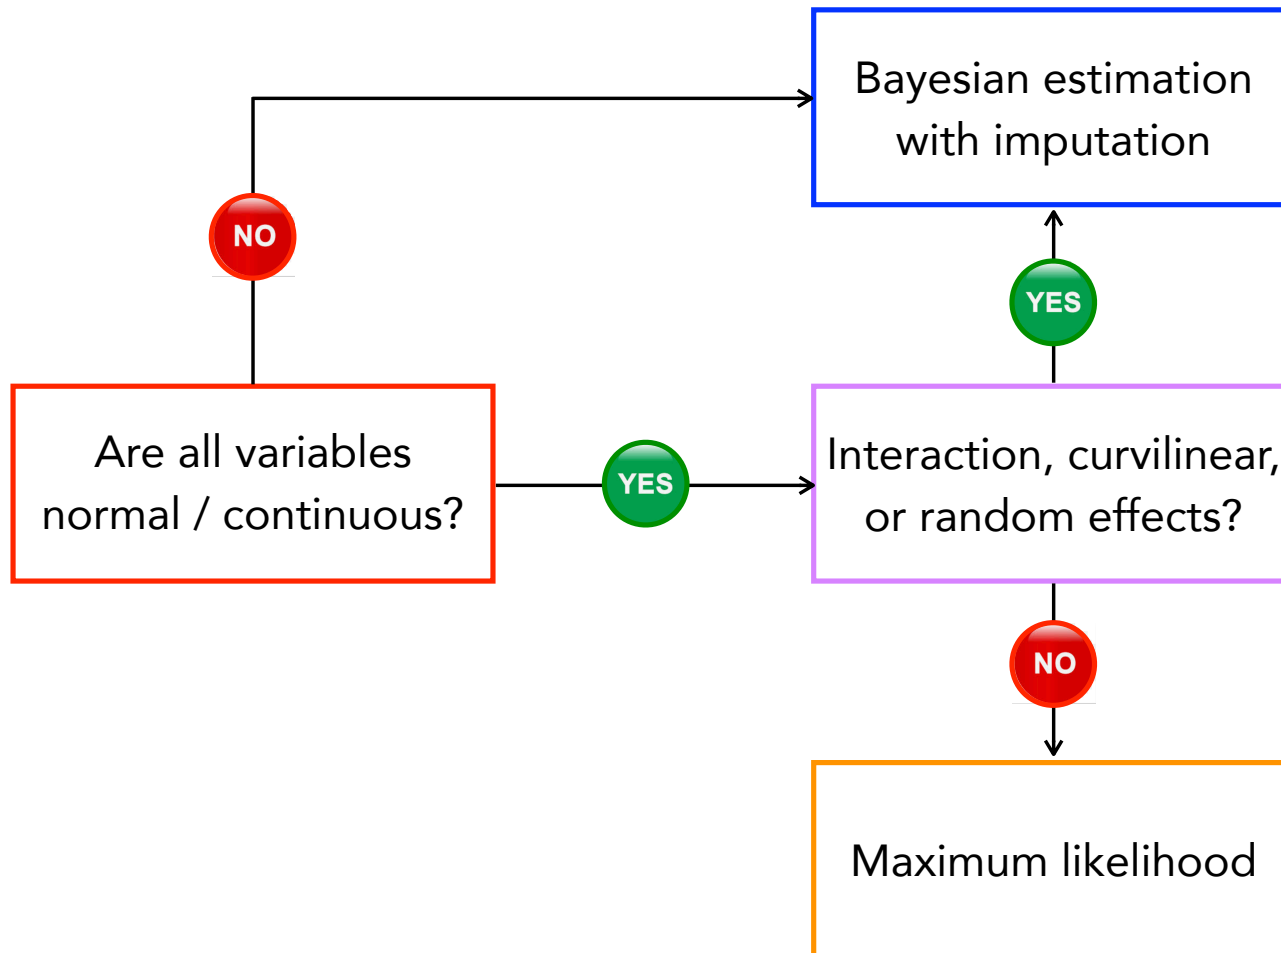 Bayesian estimation
with imputation
NO
YES
Are all variables
normal / continuous?
YES
Interaction, curvilinear,
or random effects?
NO
Maximum likelihood